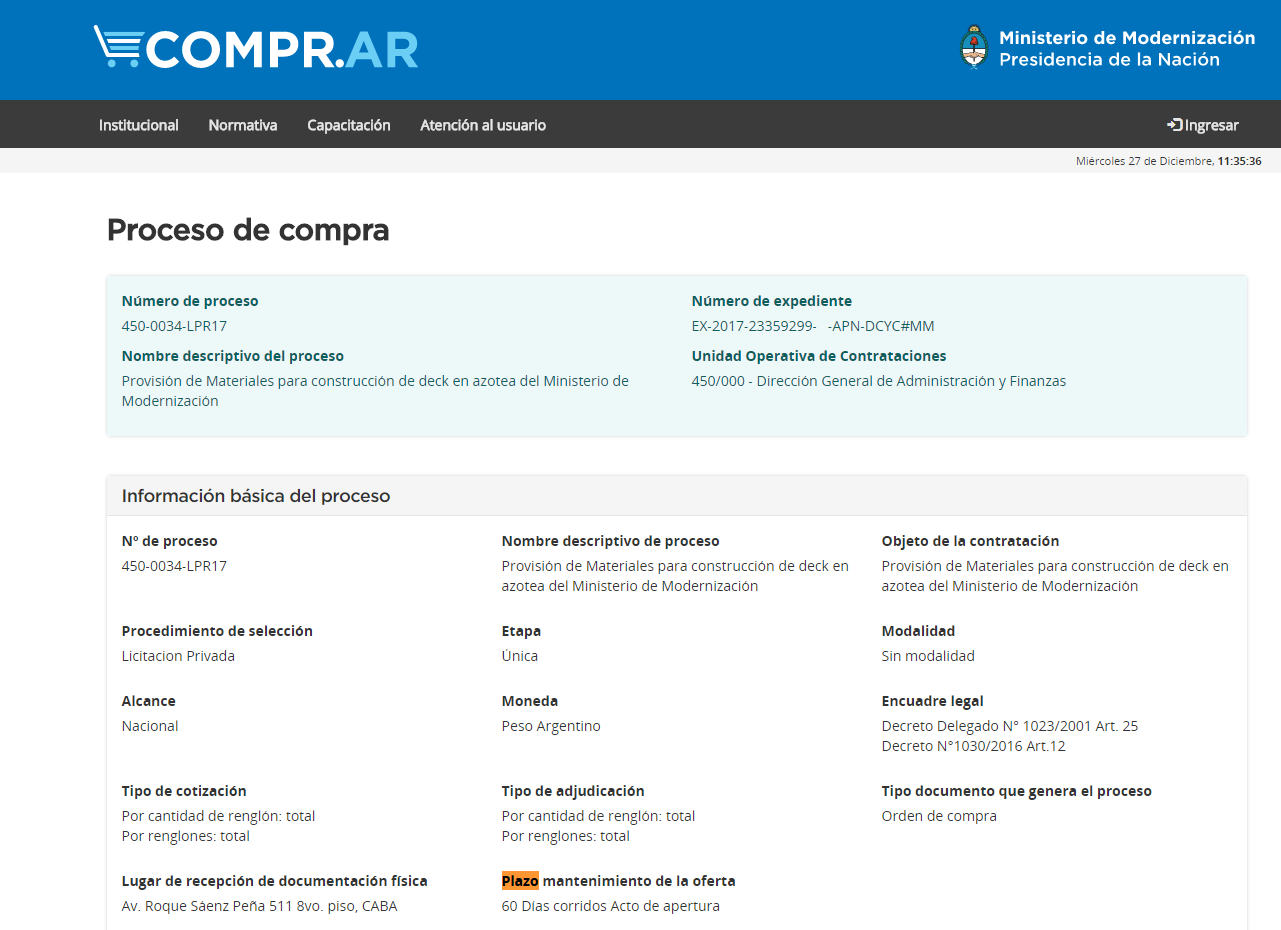 COMPR.AR
Ministerio de Modernización
Presidencia de la Nación
Institucional Normativa Capacitación Atención al usuario Ingresar
Miércoles 27 de Diciembre, 11:35:36
Proceso de compra
Número de proceso
450-0034-LPR17
Número de expediente
EX-2017-23359299- -APN-DCYC#MM
Nombre descriptivo del proceso
Provisión de Materiales para construcción de deck en azotea del Ministerio de
Modernización
Unidad Operativa de Contrataciones
450/000 - Dirección General de Administración y Finanzas
Información básica del proceso
Nº de proceso
450-0034-LPR17
Nombre descriptivo de proceso
Provisión de Materiales para construcción de deck en
azotea del Ministerio de Modernización
Objeto de la contratación
Provisión de Materiales para construcción de deck en
azotea del Ministerio de Modernización
Procedimiento de selección
Licitacion Privada
Etapa
Única
Modalidad
Sin modalidad
Alcance
Nacional
Moneda
Peso Argentino
Encuadre legal
Decreto Delegado N° 1023/2001 Art. 25
Decreto N°1030/2016 Art.12
Tipo de cotización
Por cantidad de renglón: total
Por renglones: total
Tipo de adjudicación
Por cantidad de renglón: total
Por renglones: total
Tipo documento que genera el proceso
Orden de compra
Lugar de recepción de documentación física
Av. Roque Sáenz Peña 511 8vo. piso, CABA
Plazo mantenimiento de la oferta
60 Días corridos Acto de apertura